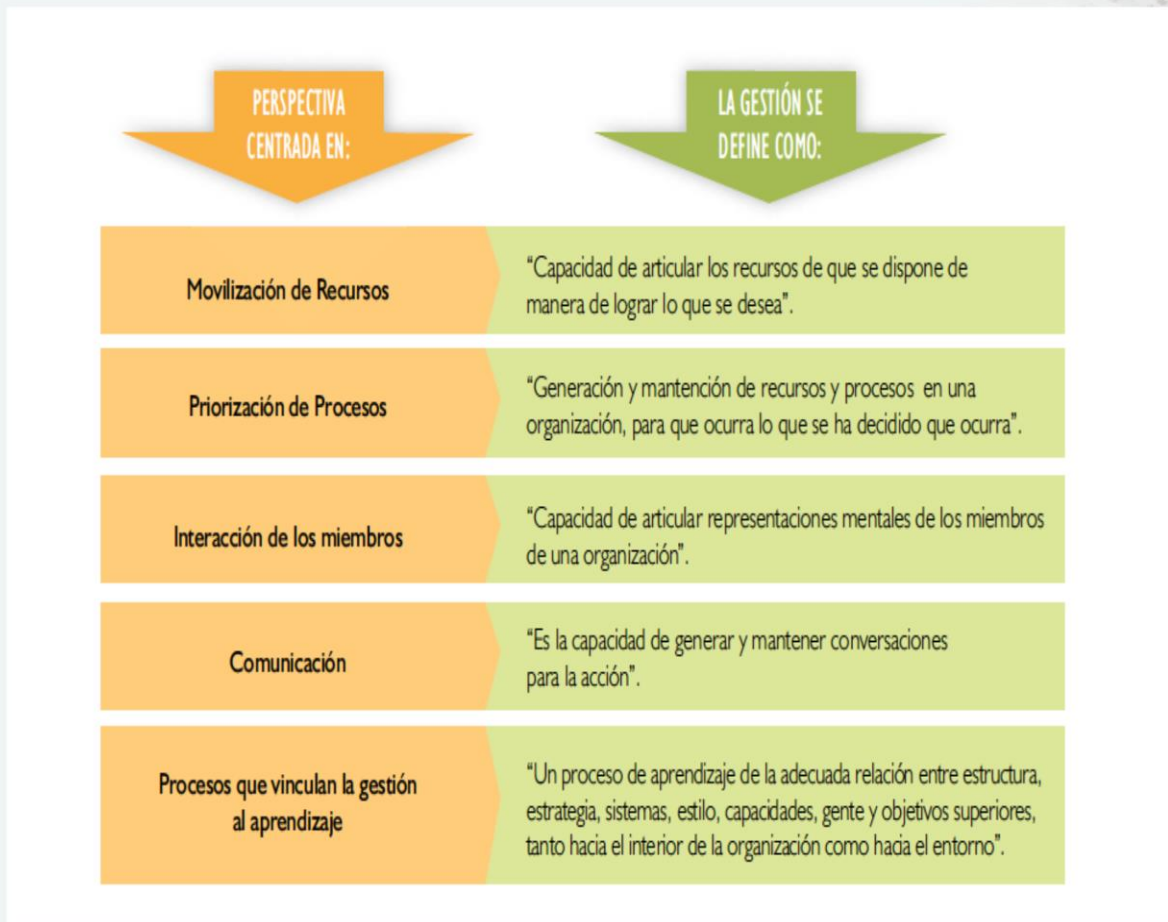 PERSPECTIVA
CENTRADA EN:
LA GESTIÓN SE
DEFINE COMO:
Movilización de Recursos
“Capacidad de articular los recursos de que se dispone de
manera de lograr lo que se desea”.
Priorización de Procesos
“Generación y mantención de recursos y procesos en una
organización, para que ocurra lo que se ha decidido que ocurra”.
Interacción de los miembros
“Capacidad de articular representaciones mentales de los miembros
de una organización”.
Comunicación
“Es la capacidad de generar y mantener conversaciones
para la acción”.
Procesos que vinculan la gestión
al aprendizaje
“Un proceso de aprendizaje de la adecuada relación entre estructura,
estrategia, sistemas, estilo, capacidades, gente y objetivos superiores,
tanto hacia el interior de la organización como hacia el entorno”.